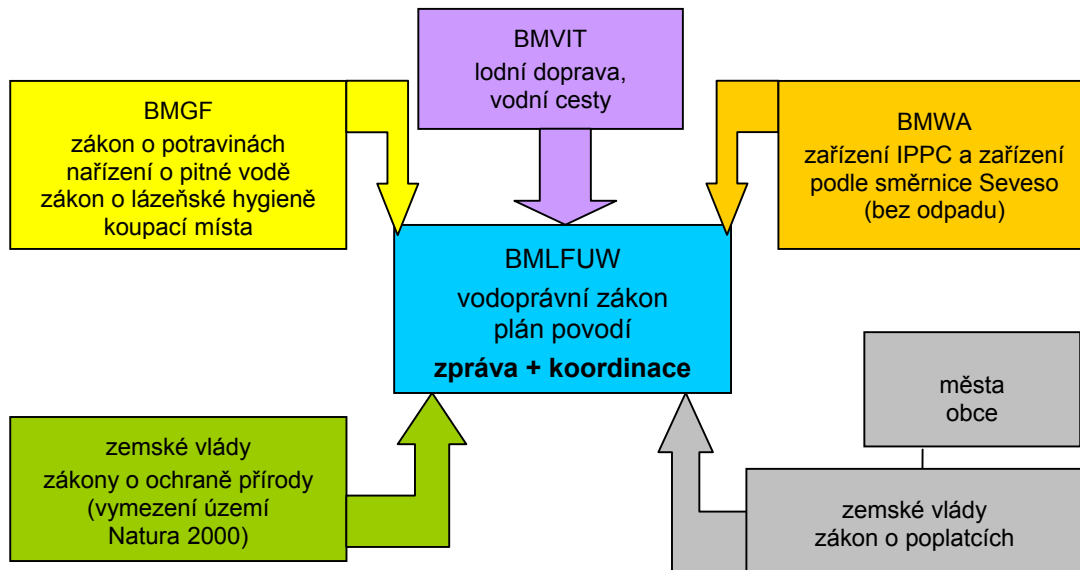 BMVIT
lodní doprava,
vodní cesty
BMGF
zákon o potravinách
nařízení o pitné vodě
zákon o lázeňské hygieně
koupací místa
BMWA
zařízení IPPC a zařízení
podle směrnice Seveso
(bez odpadu)
BMLFUW
vodoprávní zákon
plán povodí
zpráva + koordinace
města
obce
zemské vlády
zákony o ochraně přírody
(vymezení území
Natura 2000)
zemské vlády
zákon o poplatcích